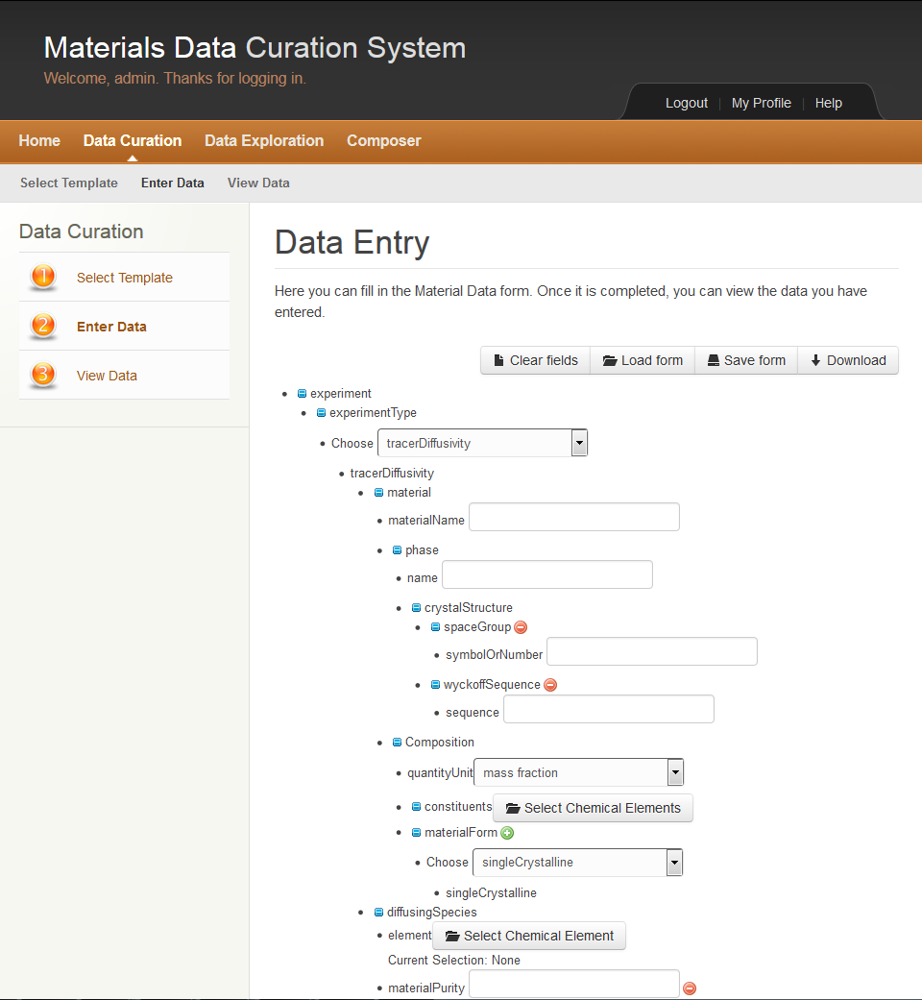 Materials Data Curation System
Welcome, admin. Thanks for logging in.
Logout | My Profile | Help
Home Data Curation Data Exploration Composer
Select Template Enter Data View Data
Data Curation
1 Select Template
2 Enter Data
3 View Data
Data Entry
Here you can fill in the Material Data form. Once it is completed, you can view the data you have
entered.
Clear fields Load form Save form Download
experiment
experimentType
Choose tracerDiffusivity
tracerDiffusivity
material
materialName
phase
name
crystalStructure
spaceGroup
symbolOrNumber
wyckoffSequence
sequence
Composition
quantityUnit mass fraction
constituents Select Chemical Elements
materialForm
Choose singleCrystalline
singleCrystalline
diffusingSpecies
element Select Chemical Element
Current Selection: None
materialPurity